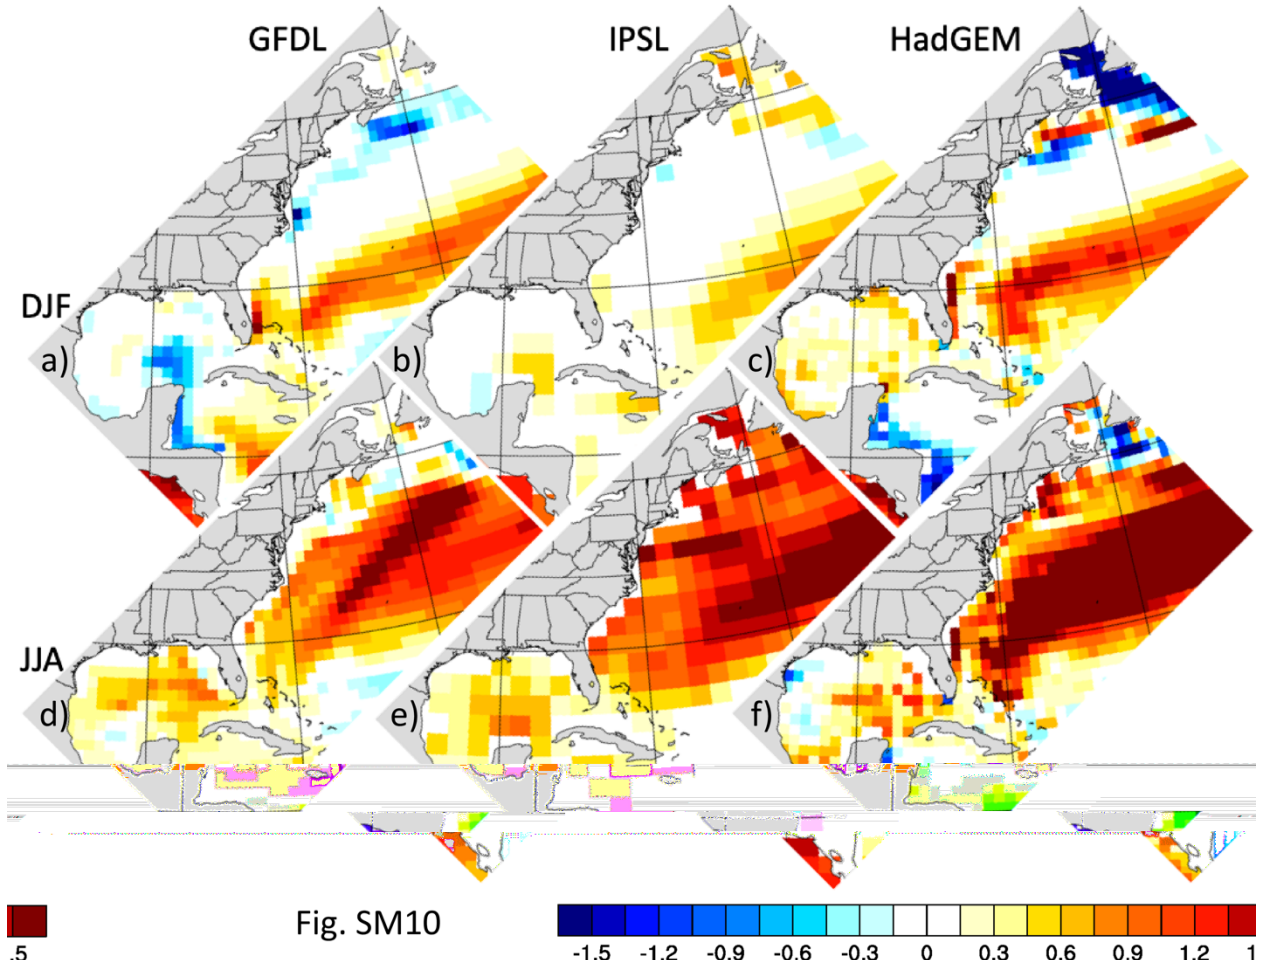 GFDL IPSL HadGEM
DJF
a) b) c)
JJA
d) e) f)
Fig. SM10
.5 -1.5 -1.2 -0.9 -0.6 -0.3 0 0.3 0.6 0.9 1.2 1